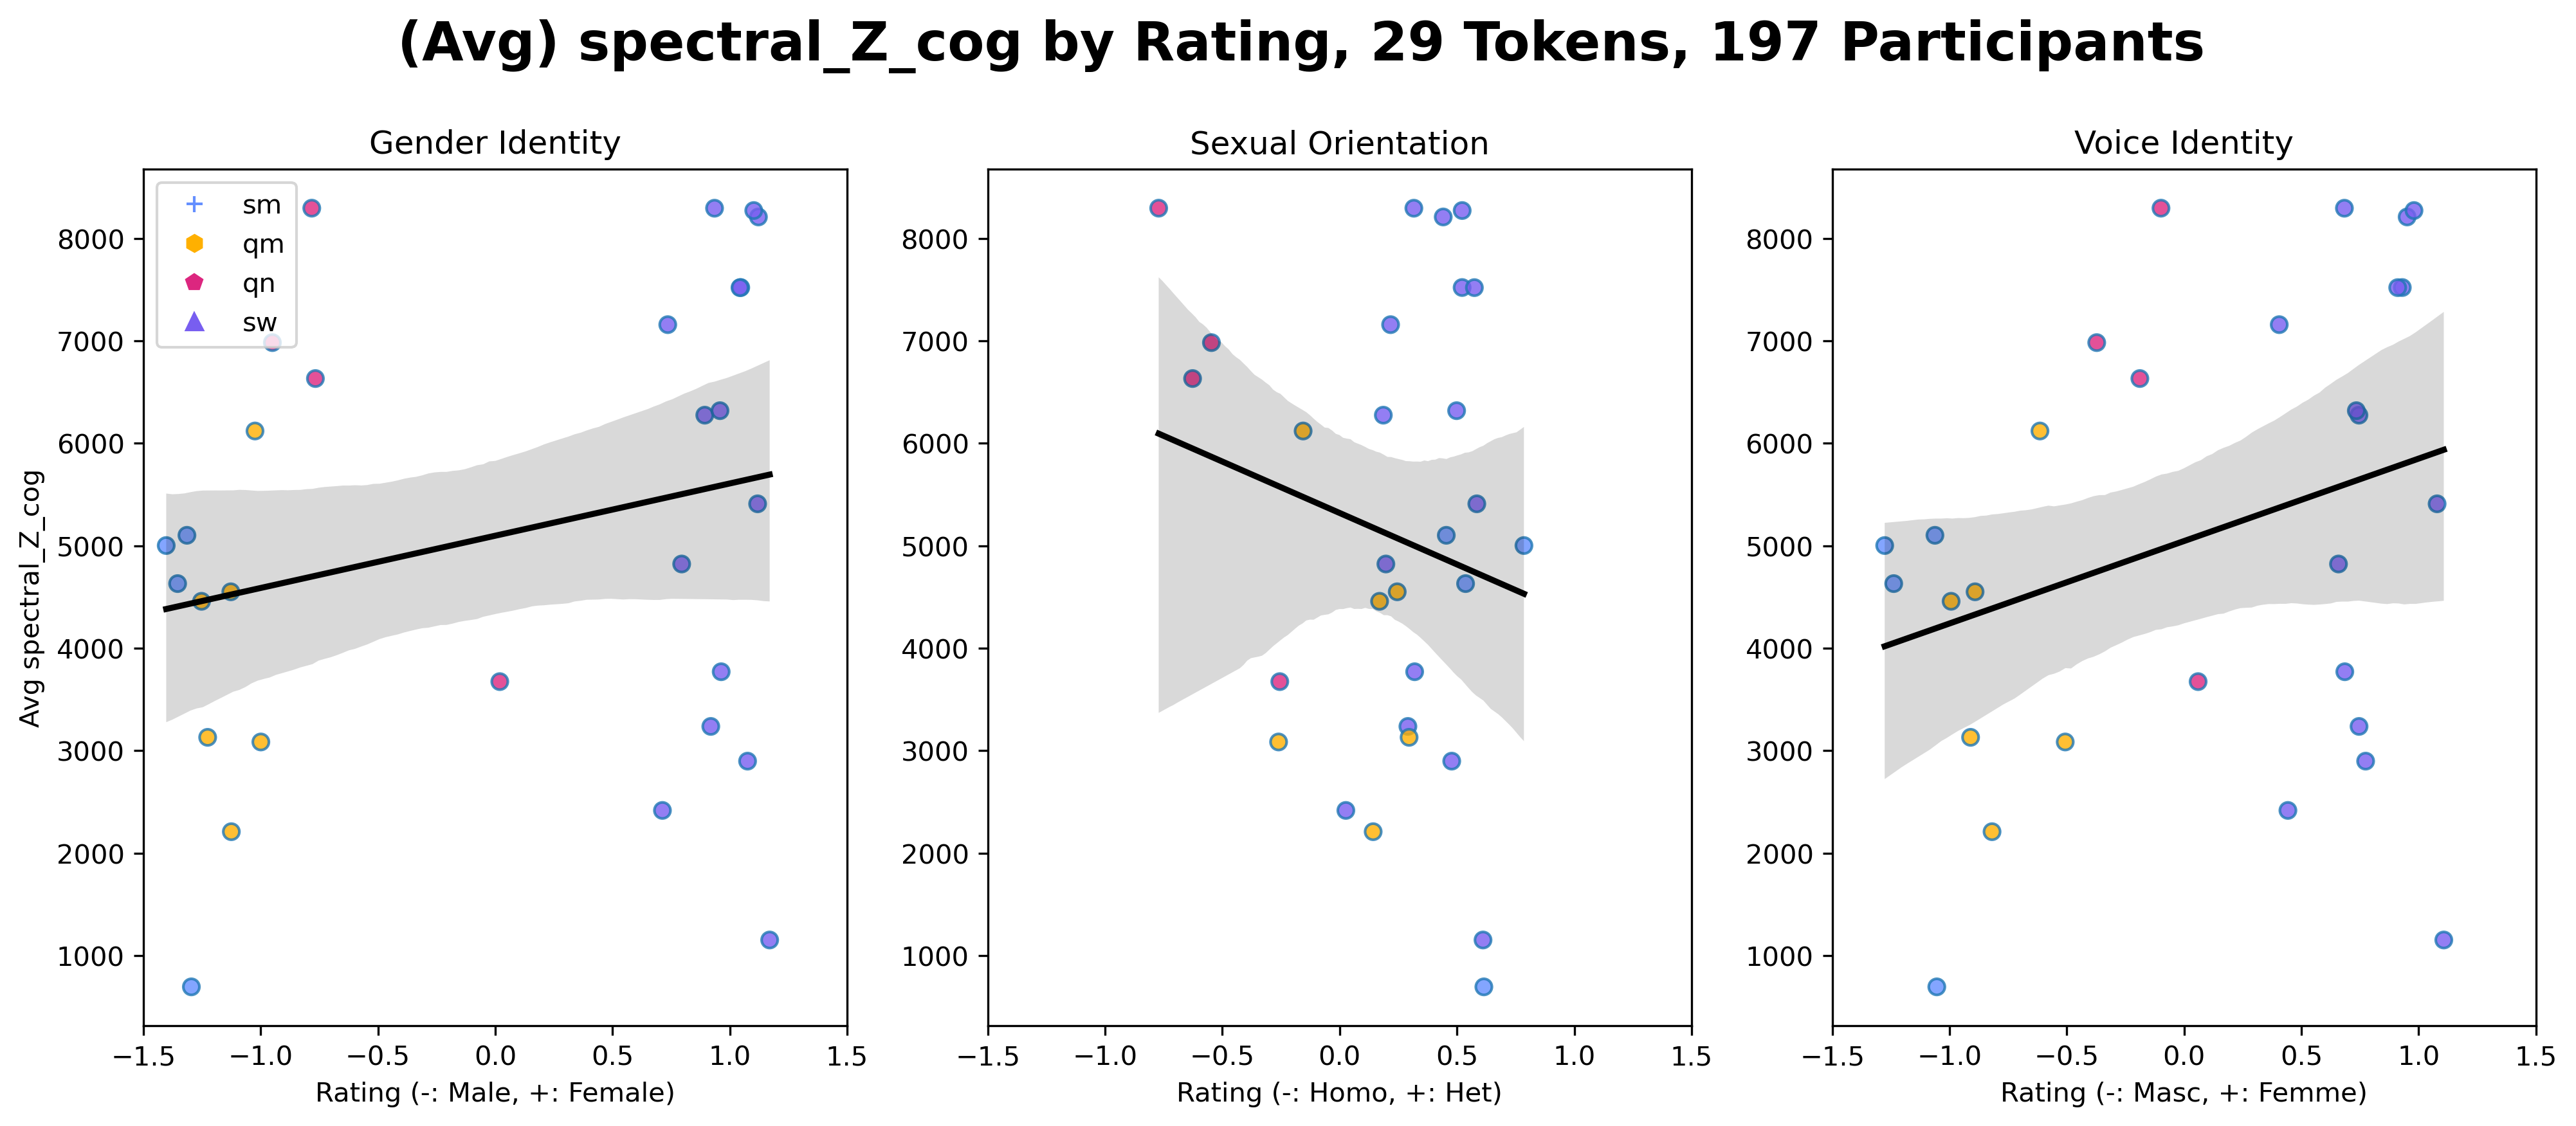 (Avg) spectral_Z_cog by Rating, 29 Tokens, 197 Participants
Gender Identity
Sexual Orientation
Voice Identity
sm
qm
qn
sw
Avg spectral_Z_cog
8000
7000
6000
5000
4000
3000
2000
1000
−1.5 −1.0 −0.5 0.0 0.5 1.0 1.5
Rating (-: Male, +: Female)
8000
7000
6000
5000
4000
3000
2000
1000
−1.5 −1.0 −0.5 0.0 0.5 1.0 1.5
Rating (-: Homo, +: Het)
8000
7000
6000
5000
4000
3000
2000
1000
−1.5 −1.0 −0.5 0.0 0.5 1.0 1.5
Rating (-: Masc, +: Femme)